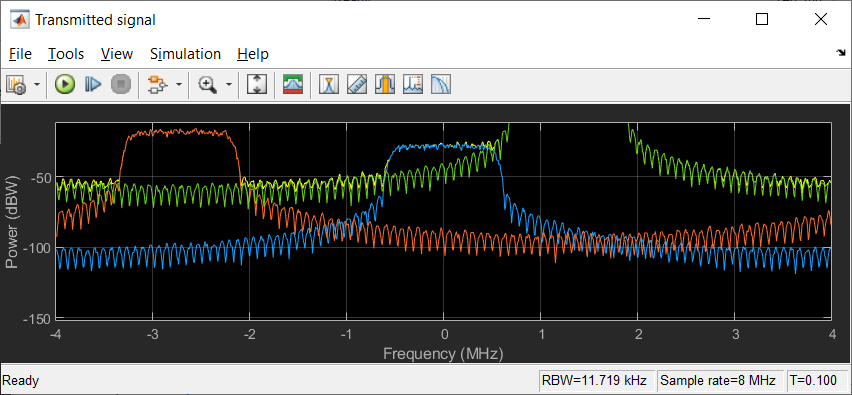 Transmitted signal
File Tools View Simulation Help
Power (dBW)
-50
-100
-150
-4 -3 -2 -1 0 1 2 3 4
Frequency (MHz)
Ready RBW=11.719 kHz Sample rate=8 MHz T=0.100